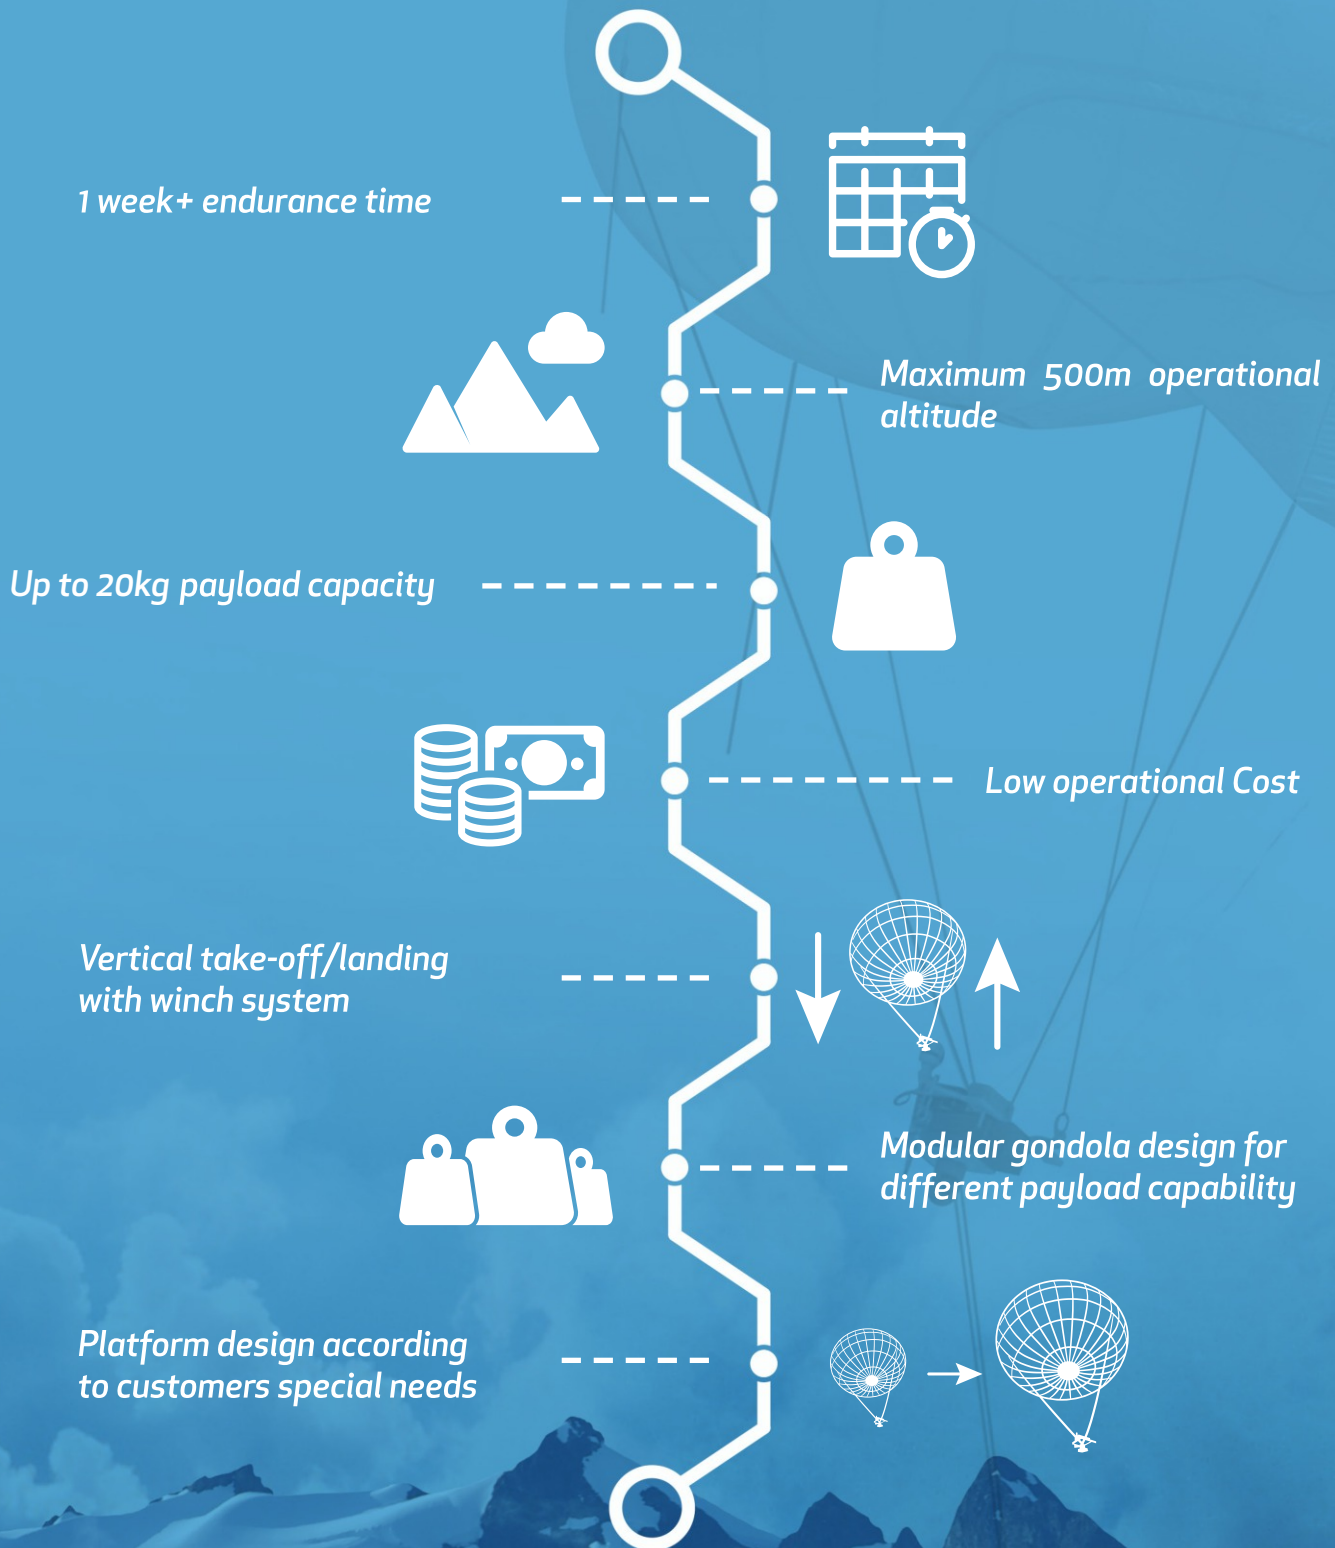 1 week+ endurance time
Maximum 500m operational
altitude
Up to 20kg payload capacity
Low operational Cost
Vertical take-off/landing
with winch system
Modular gondola design for
different payload capability
Platform design according
to customers special needs